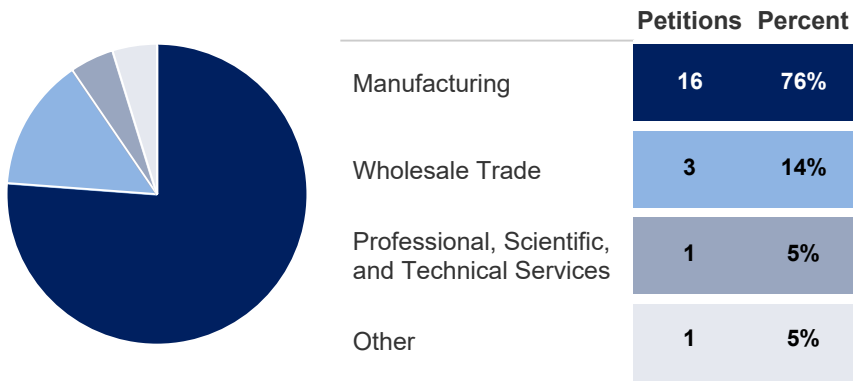 Petitions Percent
Manufacturing 16 76%
Wholesale Trade 3 14%
Professional, Scientific,
and Technical Services 1 5%
Other 1 5%